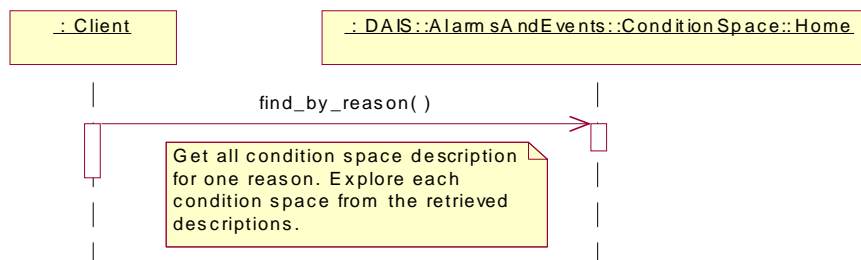 : Client
: DAIS::AlarmsAndEvents::ConditionSpace::Home
find_by_reason( )
Get all condition space description
for one reason. Explore each
condition space from the retrieved
descriptions.